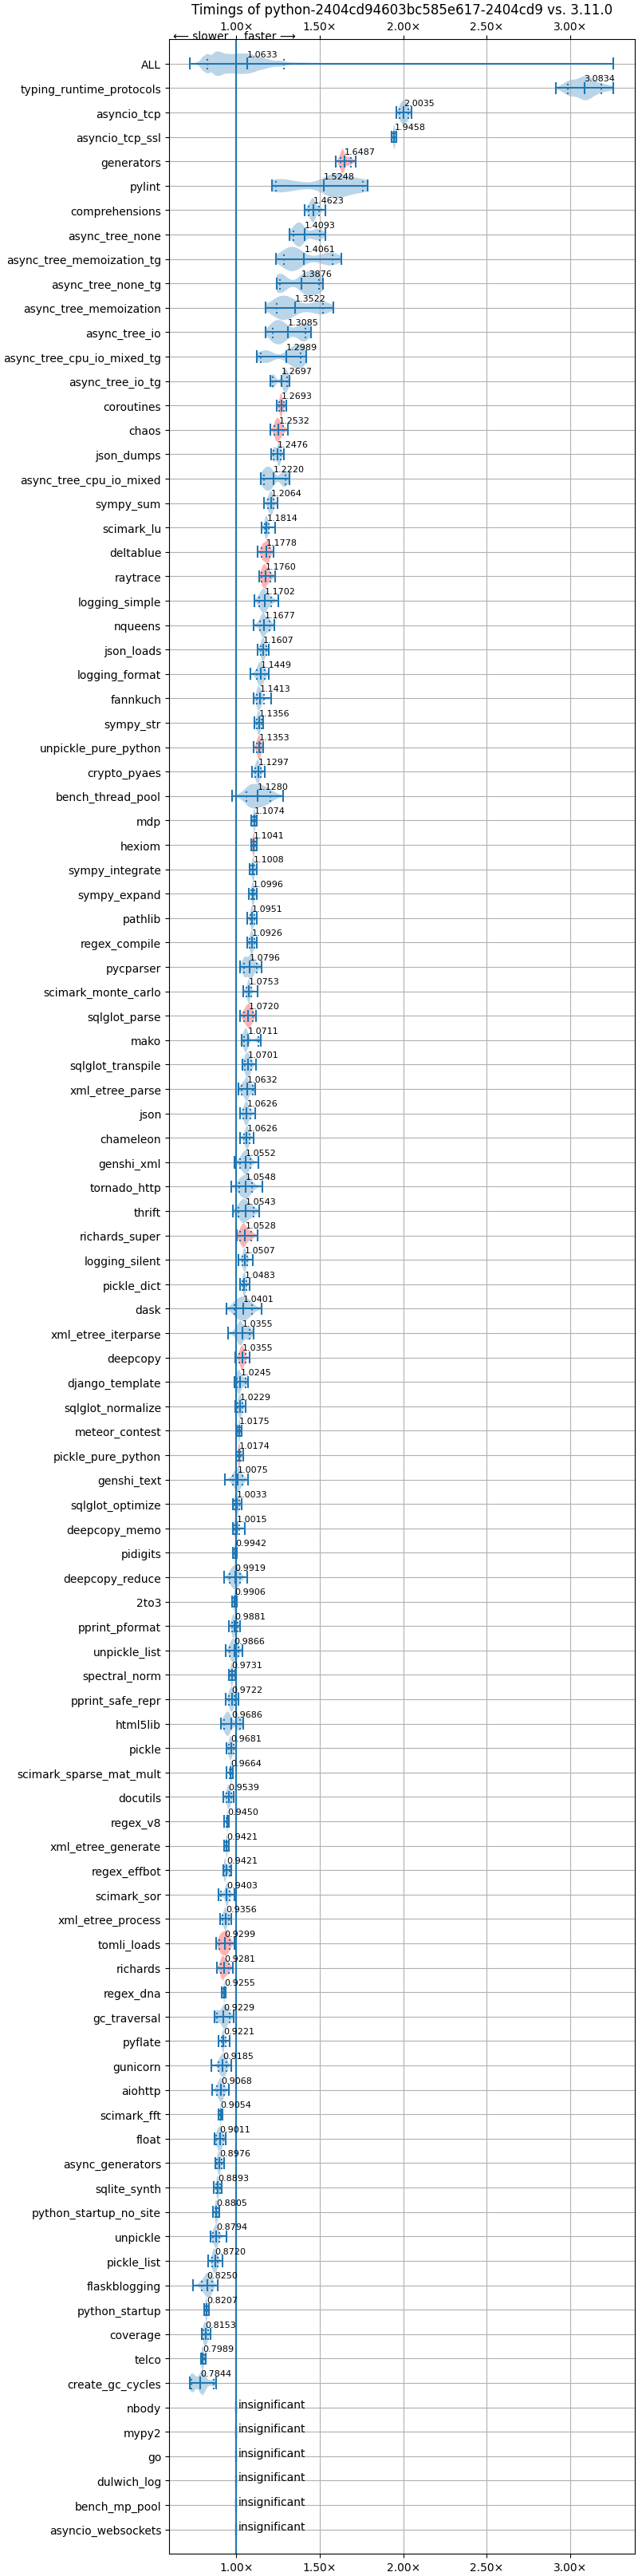 Timings of python-2404cd94603bc585e617-2404cd9 vs. 3.11.0
1.00× 1.50× 2.00× 2.50× 3.00×
⟵ slower faster ⟶
ALL 1.0633
typing_runtime_protocols 3.0834
asyncio_tcp 2.0035
asyncio_tcp_ssl 1.9458
generators 1.6487
pylint 1.5248
comprehensions 1.4623
async_tree_none 1.4093
async_tree_memoization_tg 1.4061
async_tree_none_tg 1.3876
async_tree_memoization 1.3522
async_tree_io 1.3085
async_tree_cpu_io_mixed_tg 1.2989
async_tree_io_tg 1.2697
coroutines 1.2693
chaos 1.2532
json_dumps 1.2476
async_tree_cpu_io_mixed 1.2220
sympy_sum 1.2064
scimark_lu 1.1814
deltablue 1.1778
raytrace 1.1760
logging_simple 1.1702
nqueens 1.1677
json_loads 1.1607
logging_format 1.1449
fannkuch 1.1413
sympy_str 1.1356
unpickle_pure_python 1.1353
crypto_pyaes 1.1297
bench_thread_pool 1.1280
mdp 1.1074
hexiom 1.1041
sympy_integrate 1.1008
sympy_expand 1.0996
pathlib 1.0951
regex_compile 1.0926
pycparser 1.0796
scimark_monte_carlo 1.0753
sqlglot_parse 1.0720
mako 1.0711
sqlglot_transpile 1.0701
xml_etree_parse 1.0632
json 1.0626
chameleon 1.0626
genshi_xml 1.0552
tornado_http 1.0548
thrift 1.0543
richards_super 1.0528
logging_silent 1.0507
pickle_dict 1.0483
dask 1.0401
xml_etree_iterparse 1.0355
deepcopy 1.0355
django_template 1.0245
sqlglot_normalize 1.0229
meteor_contest 1.0175
pickle_pure_python 1.0174
genshi_text 1.0075
sqlglot_optimize 1.0033
deepcopy_memo 1.0015
pidigits 0.9942
deepcopy_reduce 0.9919
2to3 0.9906
pprint_pformat 0.9881
unpickle_list 0.9866
spectral_norm 0.9731
pprint_safe_repr 0.9722
html5lib 0.9686
pickle 0.9681
scimark_sparse_mat_mult 0.9664
docutils 0.9539
regex_v8 0.9450
xml_etree_generate 0.9421
regex_effbot 0.9421
scimark_sor 0.9403
xml_etree_process 0.9356
tomli_loads 0.9299
richards 0.9281
regex_dna 0.9255
gc_traversal 0.9229
pyflate 0.9221
gunicorn 0.9185
aiohttp 0.9068
scimark_fft 0.9054
float 0.9011
async_generators 0.8976
sqlite_synth 0.8893
python_startup_no_site 0.8805
unpickle 0.8794
pickle_list 0.8720
flaskblogging 0.8250
python_startup 0.8207
coverage 0.8153
telco 0.7989
create_gc_cycles 0.7844
nbody insignificant
mypy2 insignificant
go insignificant
dulwich_log insignificant
bench_mp_pool insignificant
asyncio_websockets insignificant
1.00× 1.50× 2.00× 2.50× 3.00×